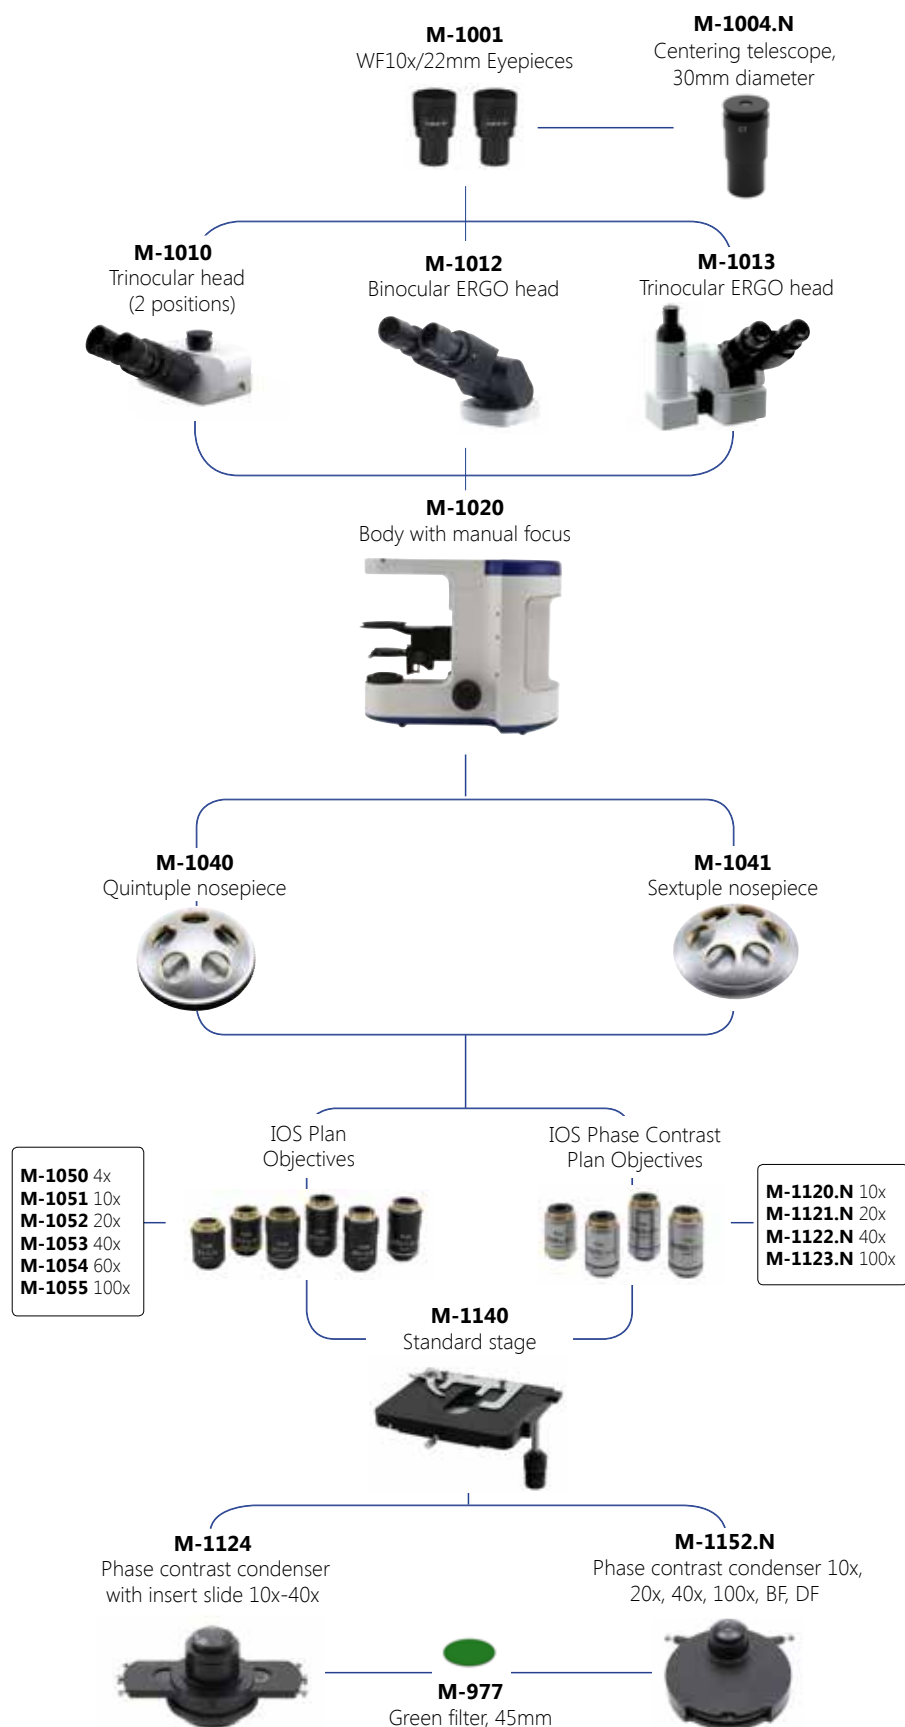 M-1001
WF10x/22mm Eyepieces
M-1004.N
Centering telescope,
30mm diameter
M-1010
Trinocular head
(2 positions)
M-1012
Binocular ERGO head
M-1013
Trinocular ERGO head
M-1020
Body with manual focus
M-1040
Quintuple nosepiece
M-1041
Sextuple nosepiece
IOS Plan
Objectives
IOS Phase Contrast
Plan Objectives
M-1050 4x
M-1051 10x
M-1052 20x
M-1053 40x
M-1054 60x
M-1055 100x
M-1120.N 10x
M-1121.N 20x
M-1122.N 40x
M-1123.N 100x
M-1140
Standard stage
M-1124
Phase contrast condenser
with insert slide 10x-40x
M-1152.N
Phase contrast condenser 10x,
20x, 40x, 100x, BF, DF
M-977
Green filter, 45mm